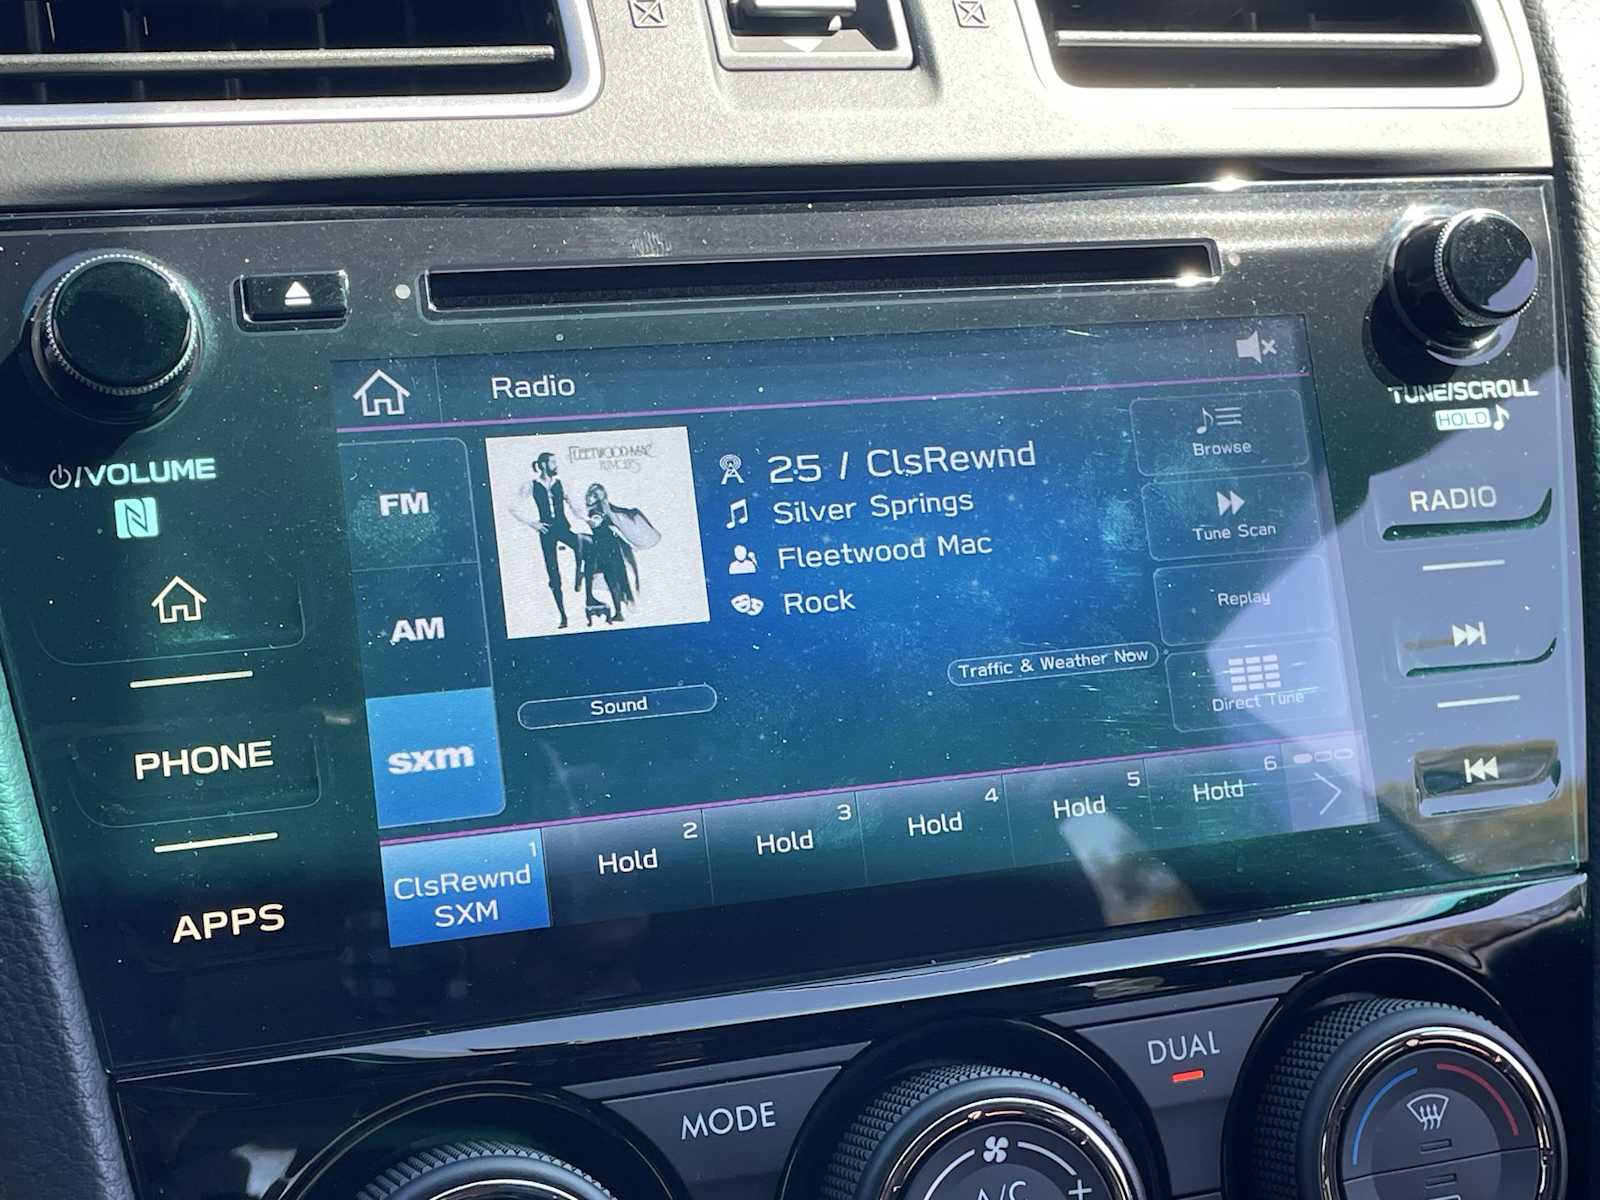 Radio
TUNE/SCROLL
HOLD
FLEETWOOD MAC
RUMOURS
25 / ClsRewnd
Silver Springs
Fleetwood Mac
Rock
Browse
Tune Scan
Replay
Direct Tune
Traffic & Weather Now
Sound
FM
AM
sxm
/VOLUME
N
PHONE
APPS
RADIO
1
ClsRewnd
SXM
2
Hold
3
Hold
4
Hold
5
Hold
6
Hold
MODE
DUAL
A/C
+